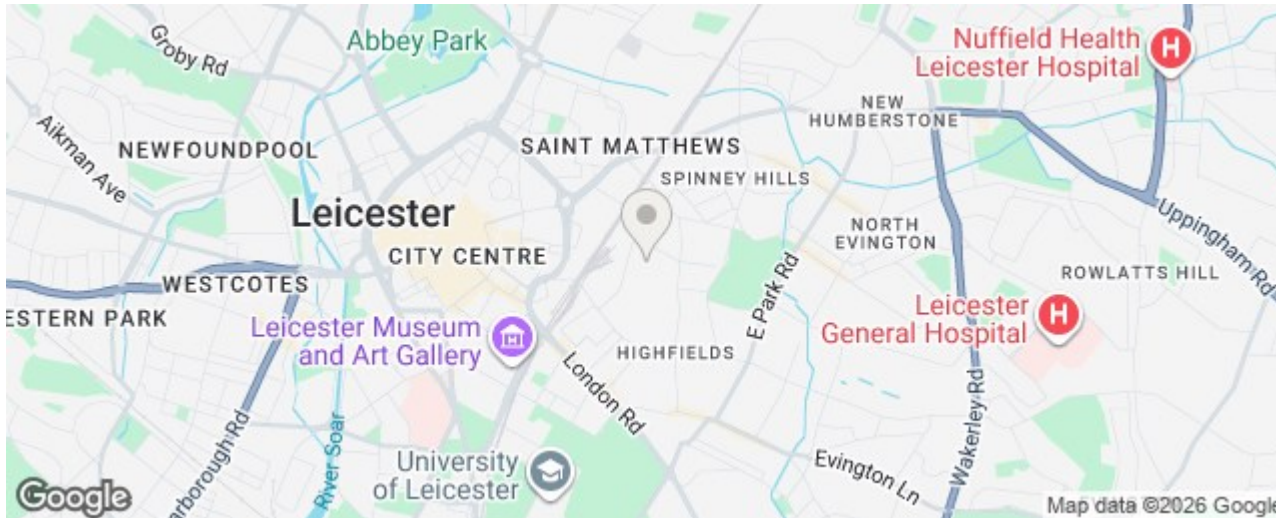 Groby Rd
Abbey Park
Nuffield Health
Leicester Hospital
Aikman Ave
NEWFOUNDPOOL
SAINT MATTHEWS
NEW
HUMBERSTONE
SPINNEY HILLS
Leicester
CITY CENTRE
NORTH
EVINGTON
Uppingham Rd
WESTCOTES
ROWLATTS HILL
ESTERN PARK
E Park Rd
Leicester
General Hospital
Leicester Museum
and Art Gallery
HIGHFIELDS
London Rd
Wakerley Rd
arborough Rd
River Soar
University
of Leicester
Evington Ln
Google
Map data ©2026 Google